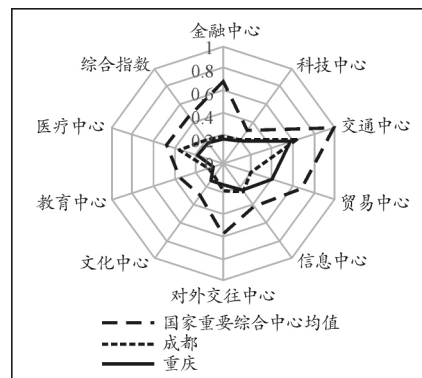 金融中心
科技中心
交通中心
贸易中心
信息中心
对外交往中心
文化中心
教育中心
医疗中心
综合指数
1
0.8
0.6
0.4
0.2
0
国家重要综合中心均值
成都
重庆